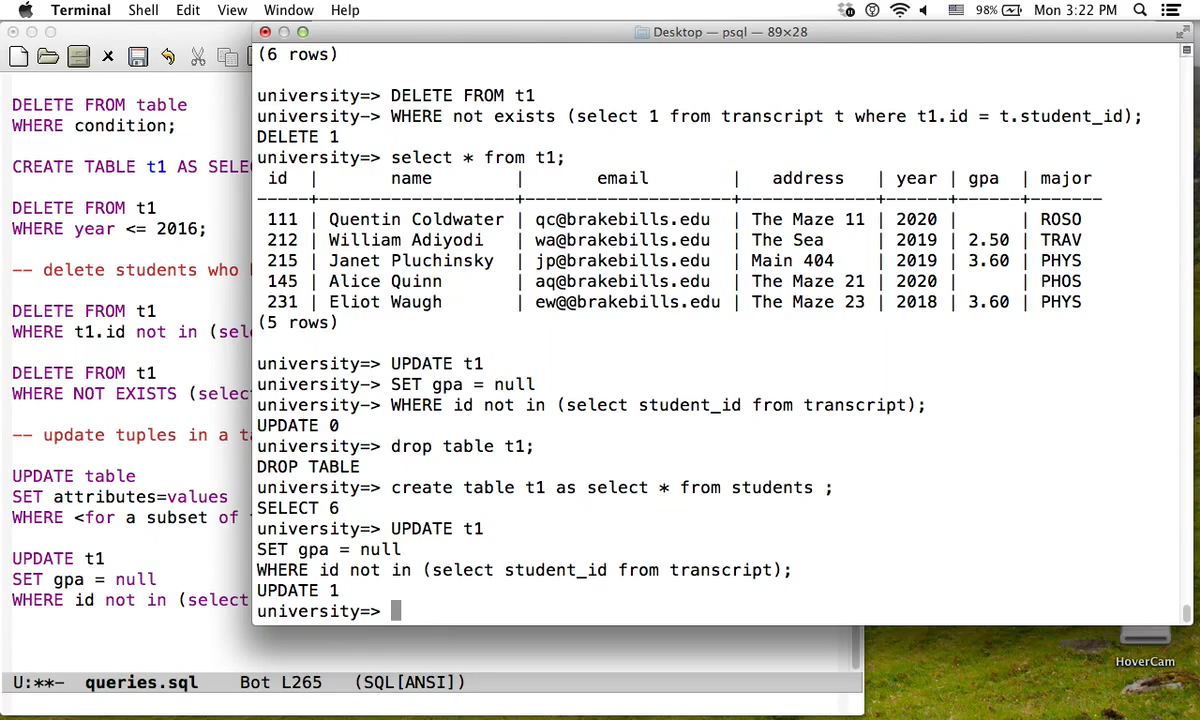 Terminal Shell Edit View Window Help 98% Mon 3:22 PM
Desktop — psql — 89×28
DELETE FROM table
WHERE condition;
CREATE TABLE t1 AS SELE
DELETE FROM t1
WHERE year <= 2016;
-- delete students who
DELETE FROM t1
WHERE t1.id not in (sel
DELETE FROM t1
WHERE NOT EXISTS (selec
-- update tuples in a ta
UPDATE table
SET attributes=values
WHERE <for a subset of
UPDATE t1
SET gpa = null
WHERE id not in (select
U:**- queries.sql Bot L265 (SQL[ANSI])
(6 rows)
university=> DELETE FROM t1
university-> WHERE not exists (select 1 from transcript t where t1.id = t.student_id);
DELETE 1
university=> select * from t1;
id | name | email | address | year | gpa | major
-----+--------------------+----------------------+-------------+------+------+-------
111 | Quentin Coldwater | qc@brakebills.edu | The Maze 11 | 2020 | | ROSO
212 | William Adiyodi | wa@brakebills.edu | The Sea | 2019 | 2.50 | TRAV
215 | Janet Pluchinsky | jp@brakebills.edu | Main 404 | 2019 | 3.60 | PHYS
145 | Alice Quinn | aq@brakebills.edu | The Maze 21 | 2020 | | PHOS
231 | Eliot Waugh | ew@@brakebills.edu | The Maze 23 | 2018 | 3.60 | PHYS
(5 rows)
university=> UPDATE t1
university-> SET gpa = null
university-> WHERE id not in (select student_id from transcript);
UPDATE 0
university=> drop table t1;
DROP TABLE
university=> create table t1 as select * from students ;
SELECT 6
university=> UPDATE t1
SET gpa = null
WHERE id not in (select student_id from transcript);
UPDATE 1
university=>
HoverCam